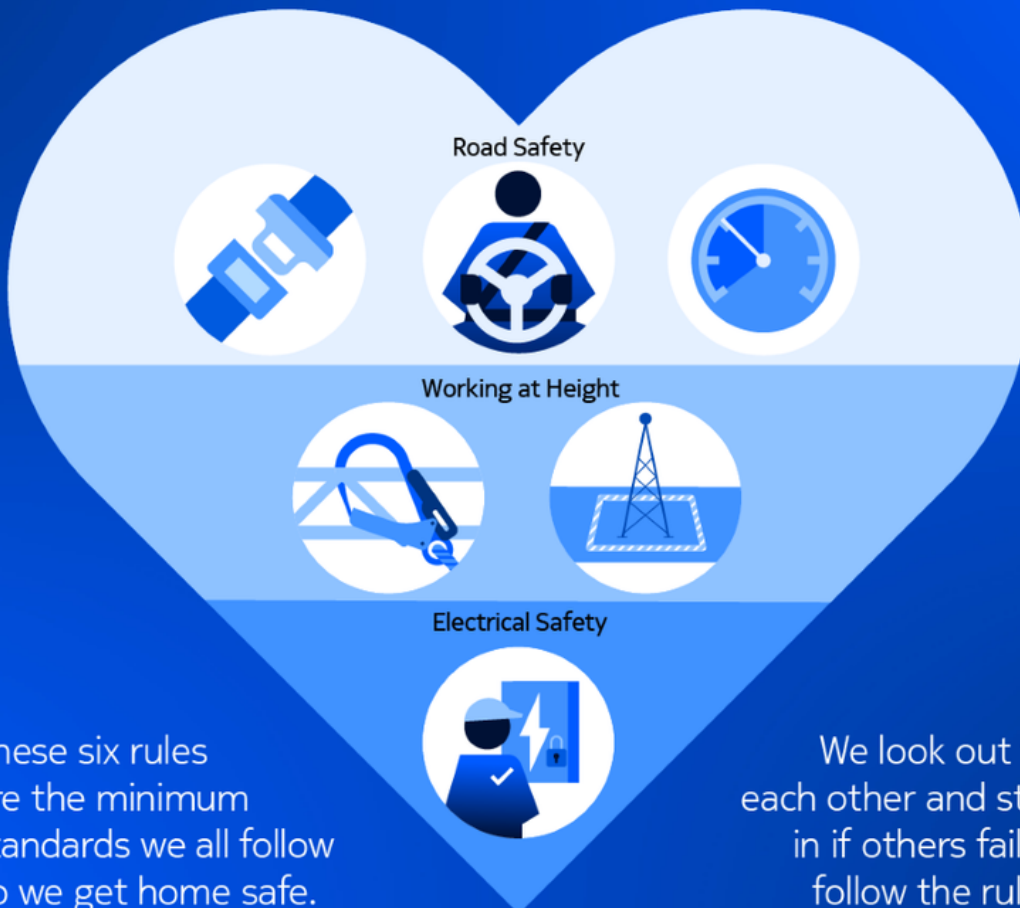 Road Safety
Working at Height
Electrical Safety
hese six rules
re the minimum
tandards we all follow
o we get home safe.
We look out
each other and st
in if others fail
follow the rul